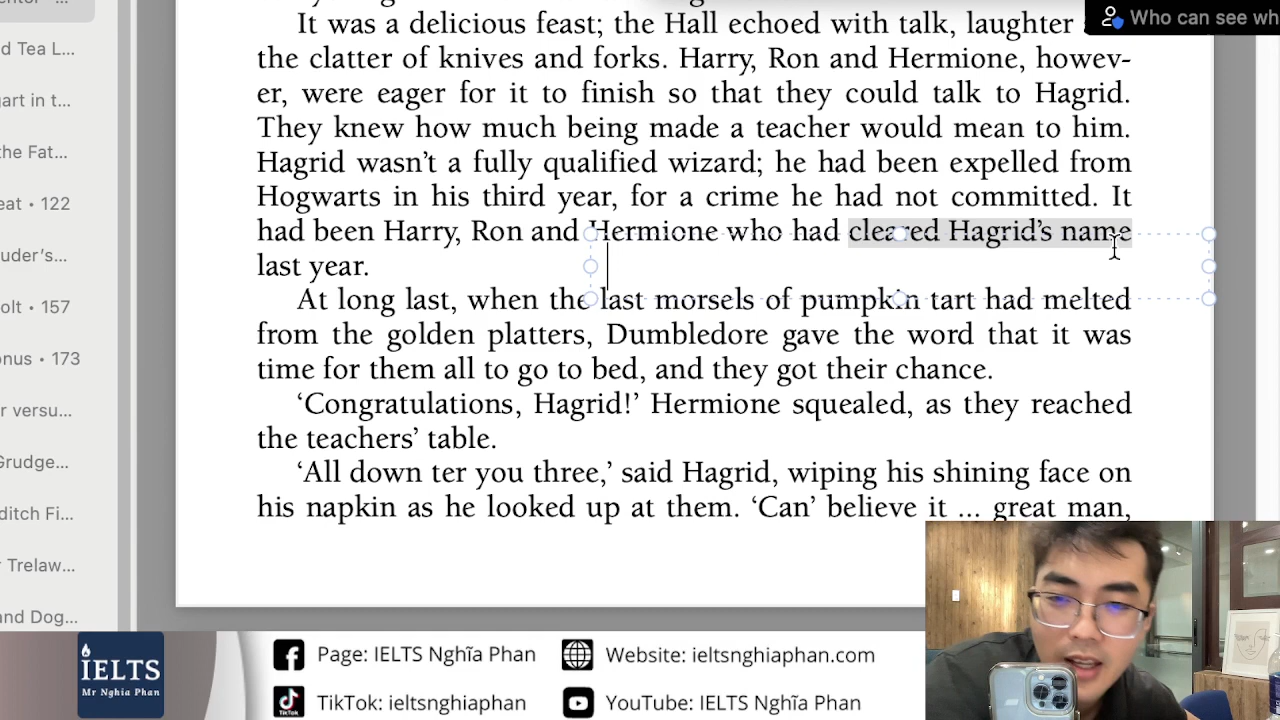 Who can see wh
It was a delicious feast; the Hall echoed with talk, laughter
the clatter of knives and forks. Harry, Ron and Hermione, howev-
er, were eager for it to finish so that they could talk to Hagrid.
They knew how much being made a teacher would mean to him.
Hagrid wasn’t a fully qualified wizard; he had been expelled from
Hogwarts in his third year, for a crime he had not committed. It
had been Harry, Ron and Hermione who had cleared Hagrid’s name
last year.
At long last, when the last morsels of pumpkin tart had melted
from the golden platters, Dumbledore gave the word that it was
time for them all to go to bed, and they got their chance.
‘Congratulations, Hagrid!’ Hermione squealed, as they reached
the teachers’ table.
‘All down ter you three,’ said Hagrid, wiping his shining face on
his napkin as he looked up at them. ‘Can’ believe it ... great man,
d Tea L...
gart in t...
the Fat...
eat • 122
uder’s...
olt • 157
onus • 173
r versu...
Grudge...
ditch Fi...
r Trelaw...
and Dog...
IELTS
Mr Nghia Phan
Page: IELTS Nghĩa Phan
Website: ieltsnghiaphan.com
TikTok
TikTok: ieltsnghiaphan
YouTube: IELTS Nghĩa Phan